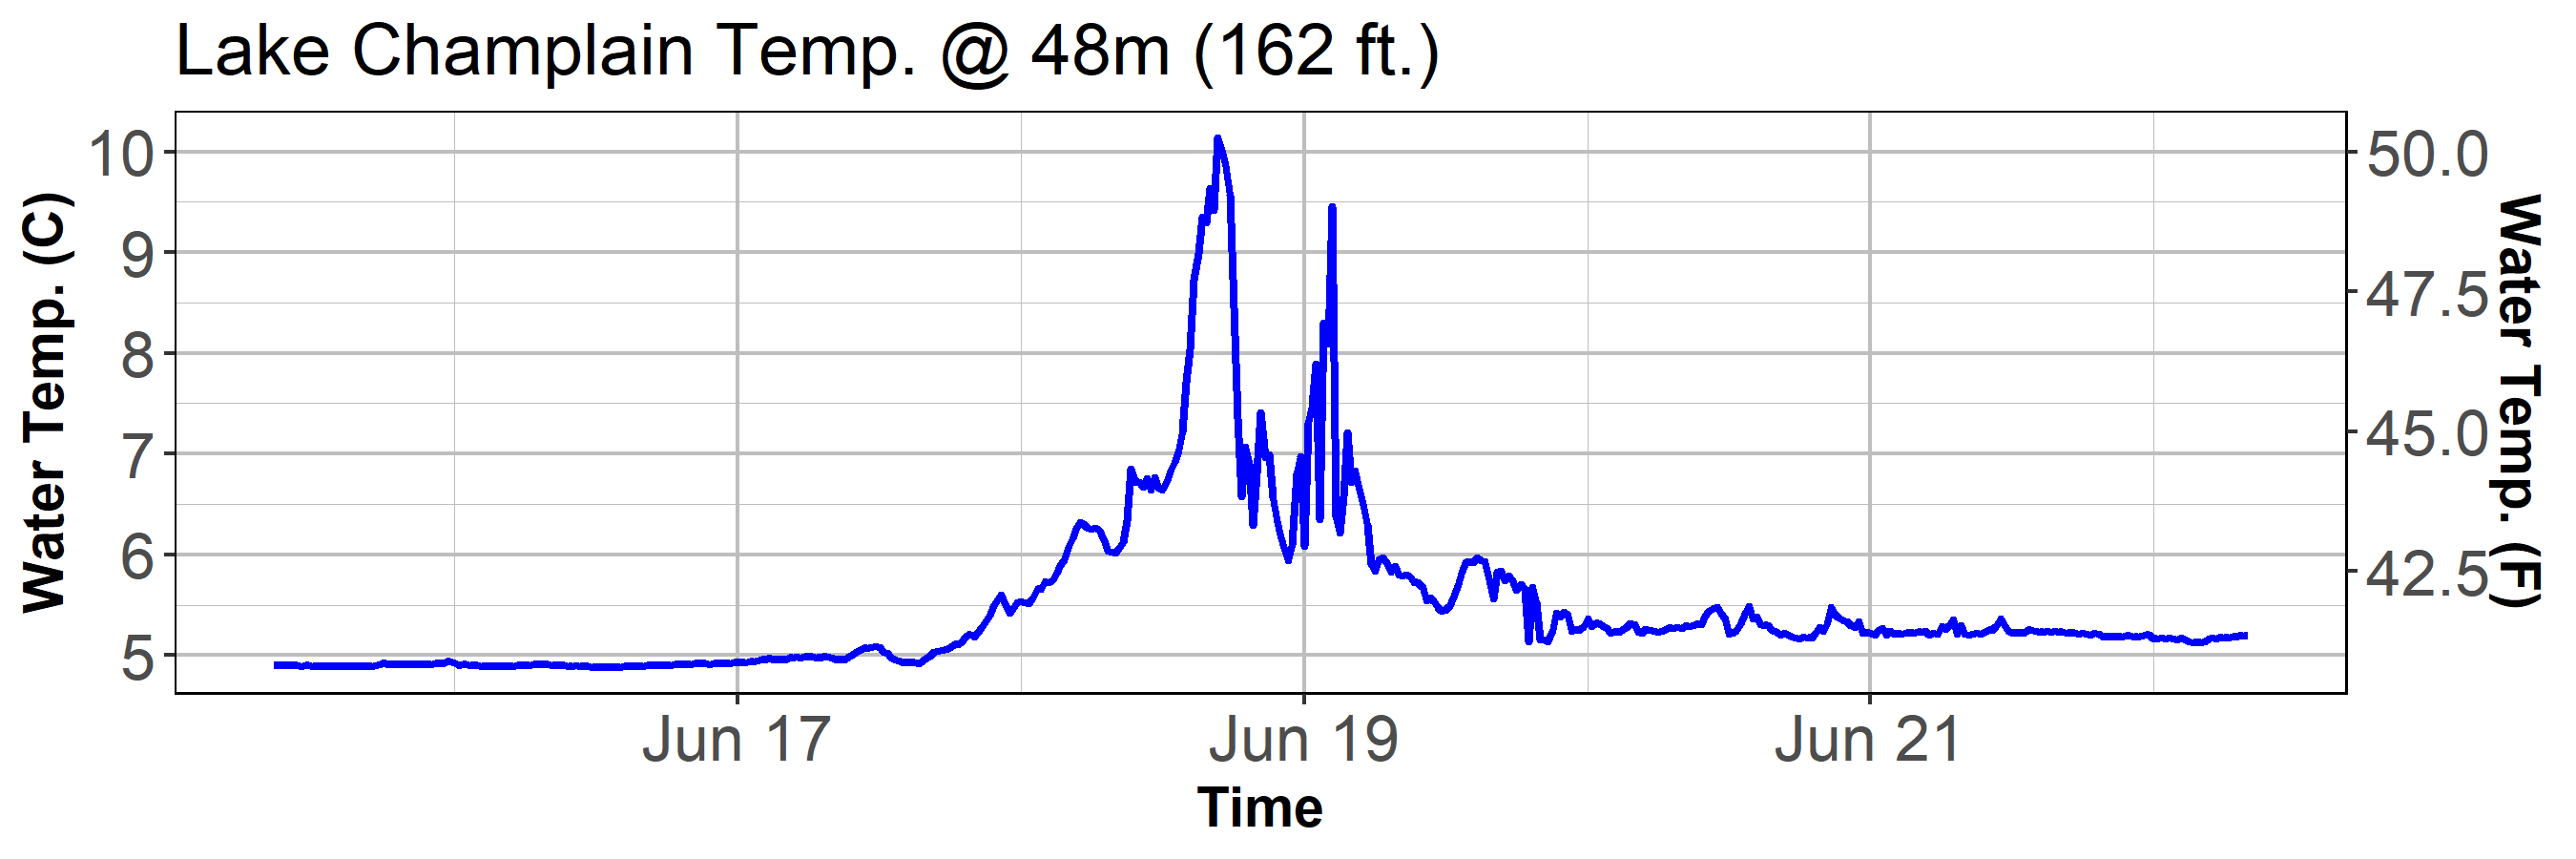 Lake Champlain Temp. @ 48m (162 ft.)
Water Temp. (C)
10
9
8
7
6
5
50.0
47.5
45.0
42.5
Water Temp. (F)
Jun 17 Jun 19 Jun 21
Time